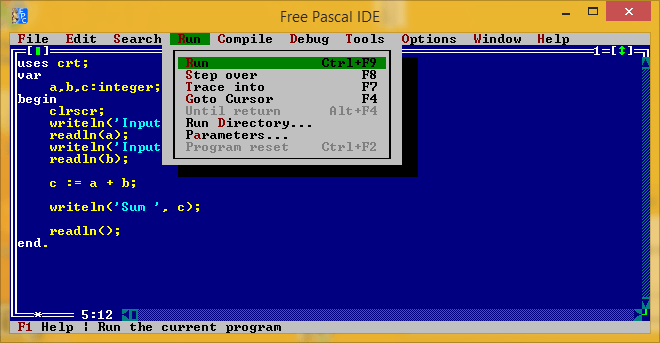 Free Pascal IDE
File Edit Search Run Compile Debug Tools Options Window Help
1=[↕]
uses crt;
var
a,b,c:integer;
begin
clrscr;
writeln('Input
readln(a);
writeln('Input
readln(b);
c := a + b;
writeln('Sum ', c);
readln();
end.
Run Ctrl+F9
Step over F8
Trace into F7
Goto Cursor F4
Until return Alt+F4
Run Directory...
Parameters...
Program reset Ctrl+F2
5:12
F1 Help ¦ Run the current program